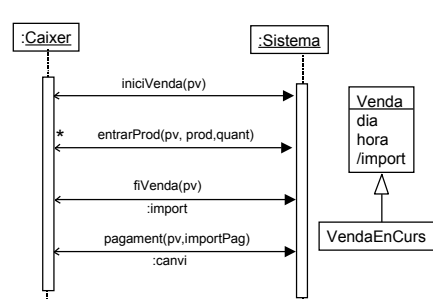 :Caixer
:Sistema
iniciVenda(pv)
* entrarProd(pv, prod,quant)
fiVenda(pv)
:import
pagament(pv,importPag)
:canvi
Venda
dia
hora
/import
VendaEnCurs